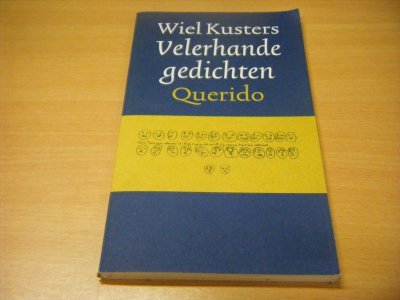 Wiel Kusters
Velerhande
gedichten
Querido